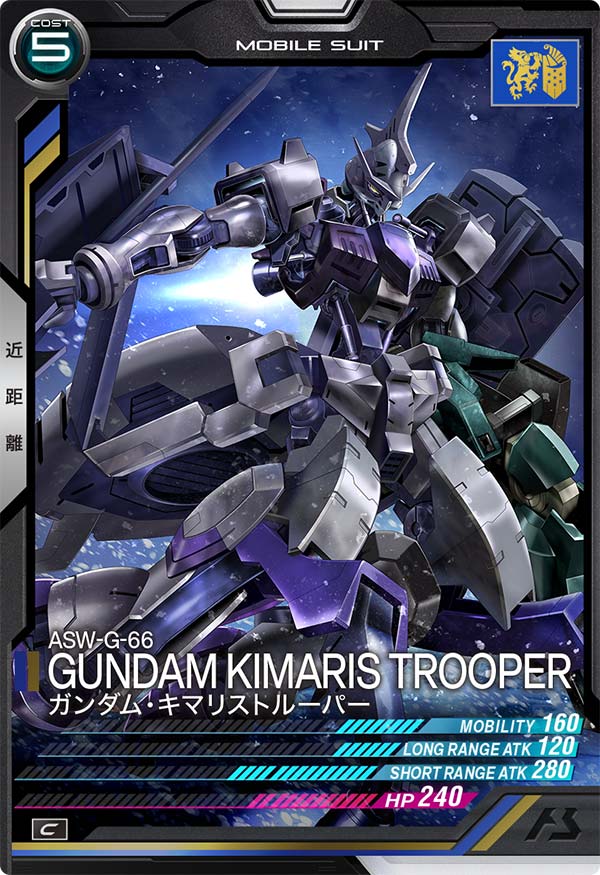 COST
5
MOBILE SUIT
近距離
ASW-G-66
GUNDAM KIMARIS TROOPER
ガンダム・キマリストルーパー
MOBILITY 160
LONG RANGE ATK 120
SHORT RANGE ATK 280
HP 240
C